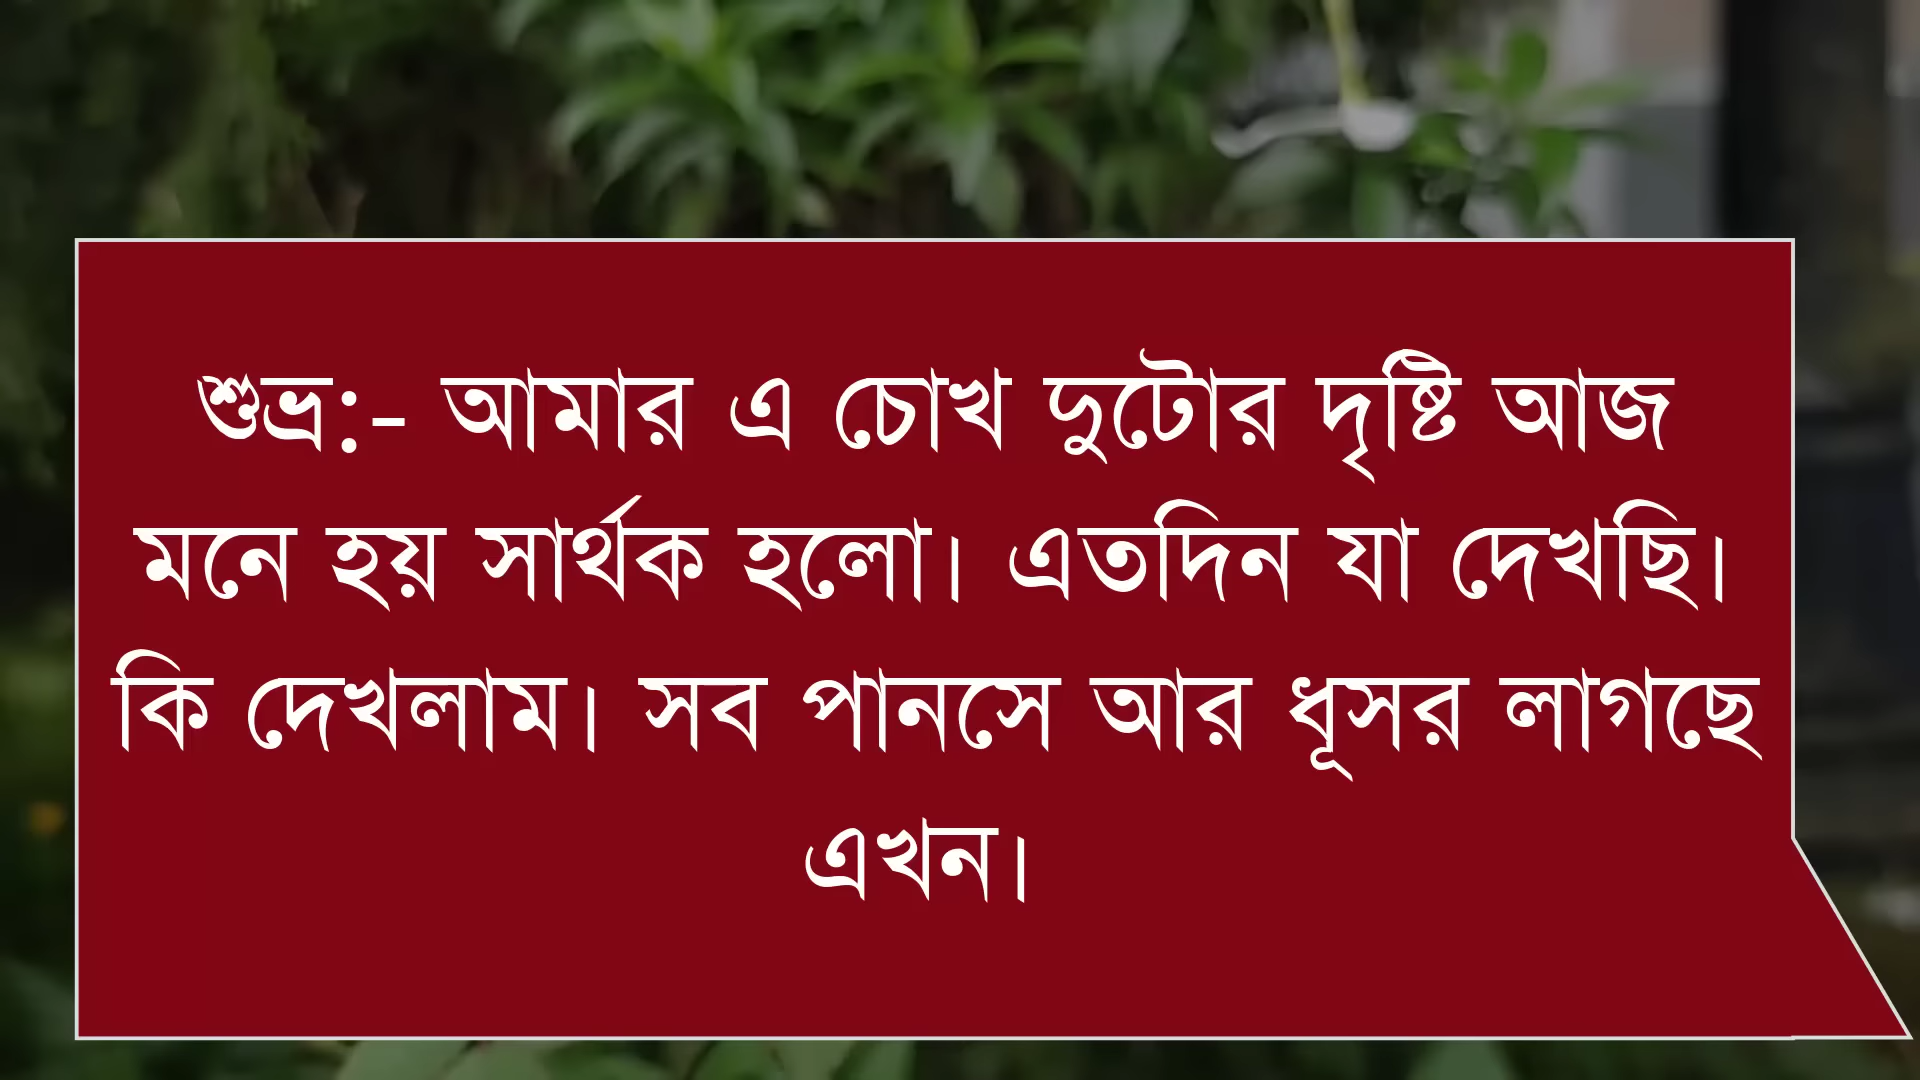 শুভ্র:- আমার এ চোখ দুটোর দৃষ্টি আজ
মনে হয় সার্থক হলো। এতদিন যা দেখছি।
কি দেখলাম। সব পানসে আর ধূসর লাগছে
এখন।